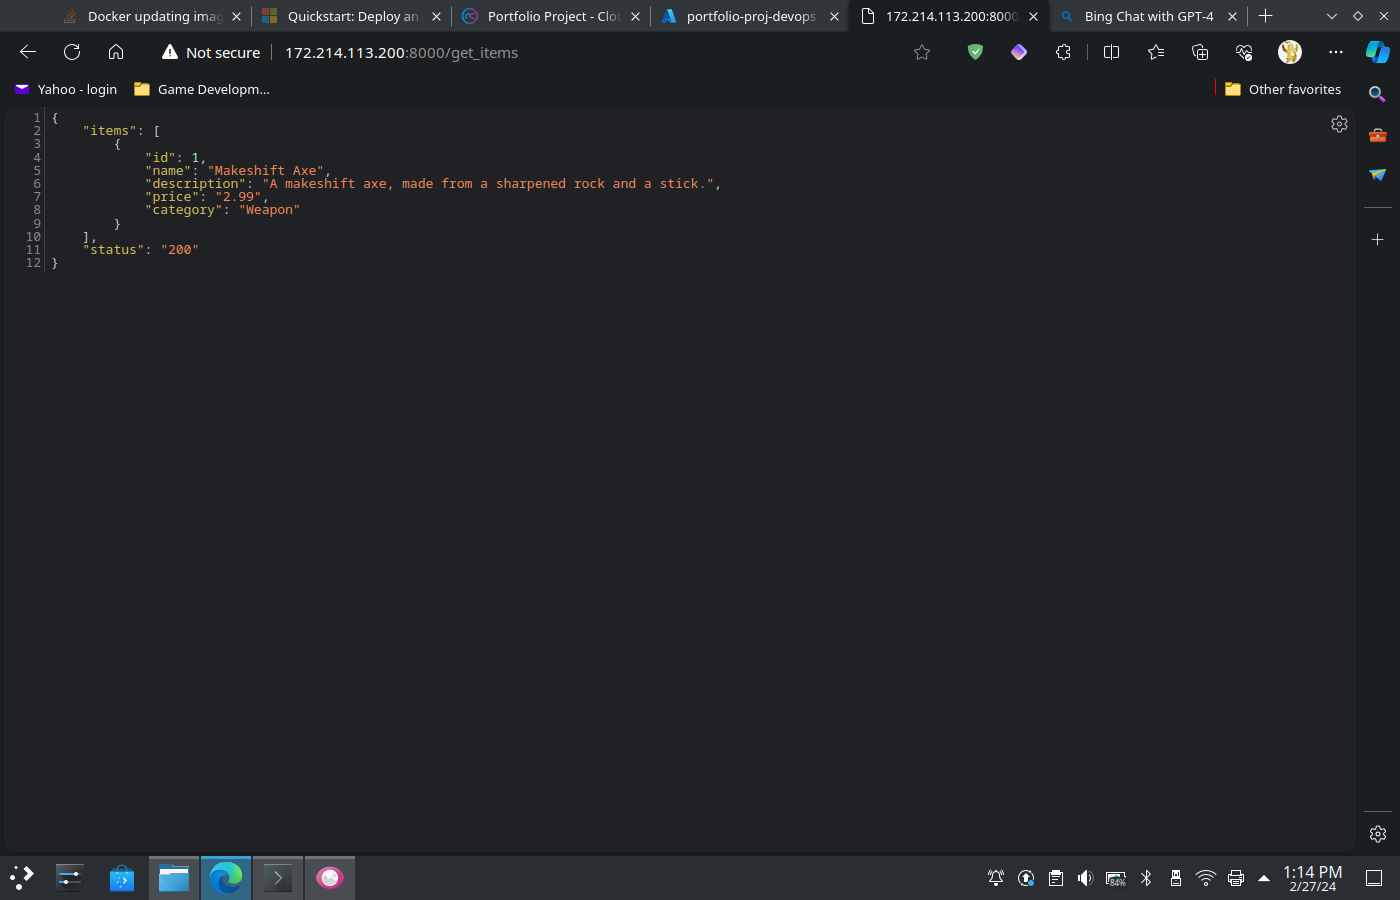 Docker updating imag
Quickstart: Deploy an
Portfolio Project - Clou
portfolio-proj-devops
172.214.113.200:8000
Bing Chat with GPT-4
Not secure
172.214.113.200:8000/get_items
Yahoo - login
Game Developm...
Other favorites
1 {
2 "items": [
3 {
4 "id": 1,
5 "name": "Makeshift Axe",
6 "description": "A makeshift axe, made from a sharpened rock and a stick.",
7 "price": "2.99",
8 "category": "Weapon"
9 }
10 ],
11 "status": "200"
12 }
84%
1:14 PM
2/27/24